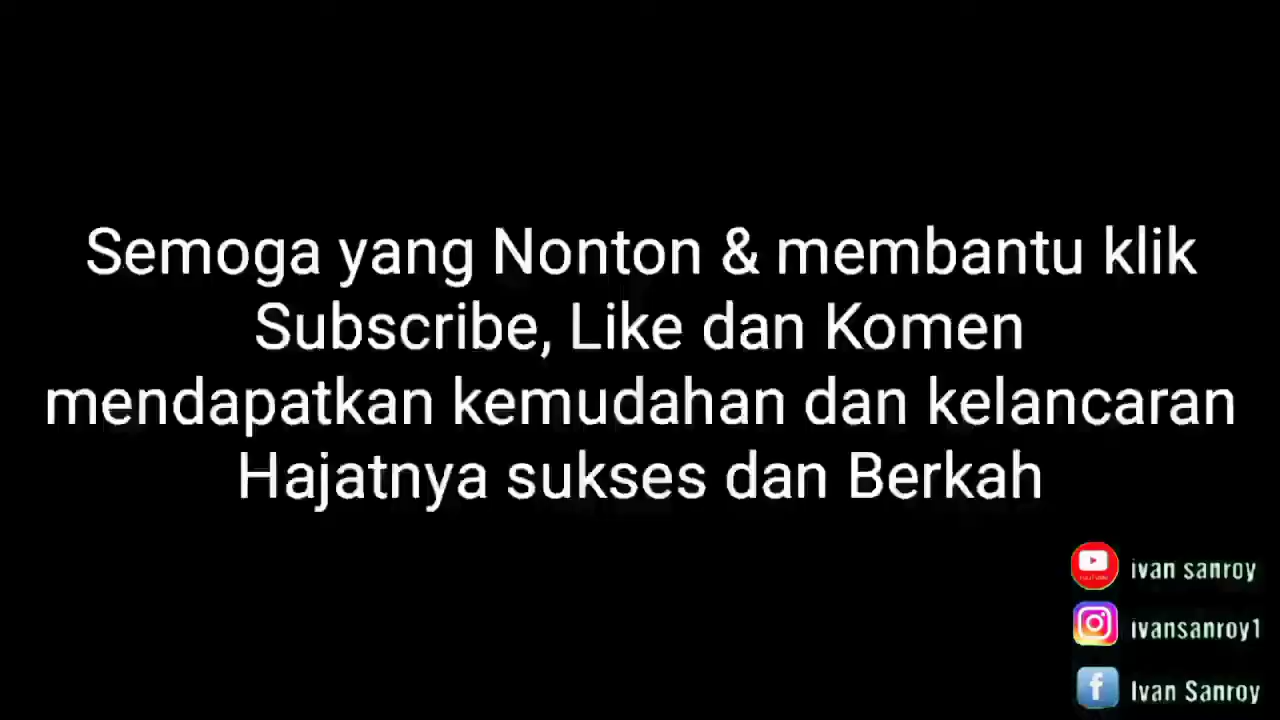 Semoga yang Nonton & membantu klik
Subscribe, Like dan Komen
mendapatkan kemudahan dan kelancaran
Hajatnya sukses dan Berkah
ivan sanroy
ivansanroy1
Ivan Sanroy